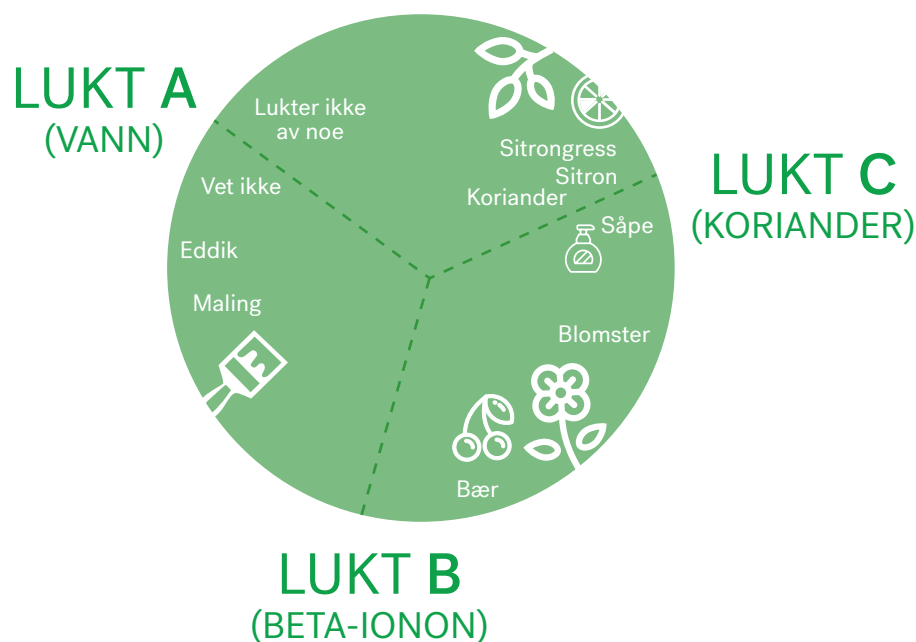 LUKT A
(VANN)
Lukter ikke
av noe
Vet ikke
Eddik
Maling
Sitrongress
Sitron
Koriander
LUKT C
(KORIANDER)
Såpe
Blomster
Bær
LUKT B
(BETA-IONON)